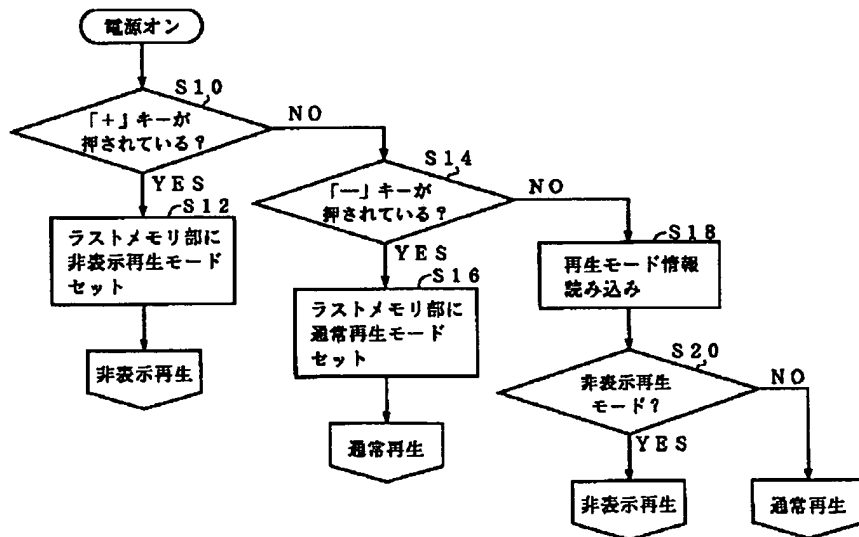 電源オン
S10
「+」キーが
押されている?
NO
YES
S12
ラストメモリ部に
非表示再生モード
セット
非表示再生
S14
「―」キーが
押されている?
NO
YES
S16
ラストメモリ部に
通常再生モード
セット
通常再生
S18
再生モード情報
読み込み
S20
非表示再生
モード?
NO
YES
非表示再生
通常再生